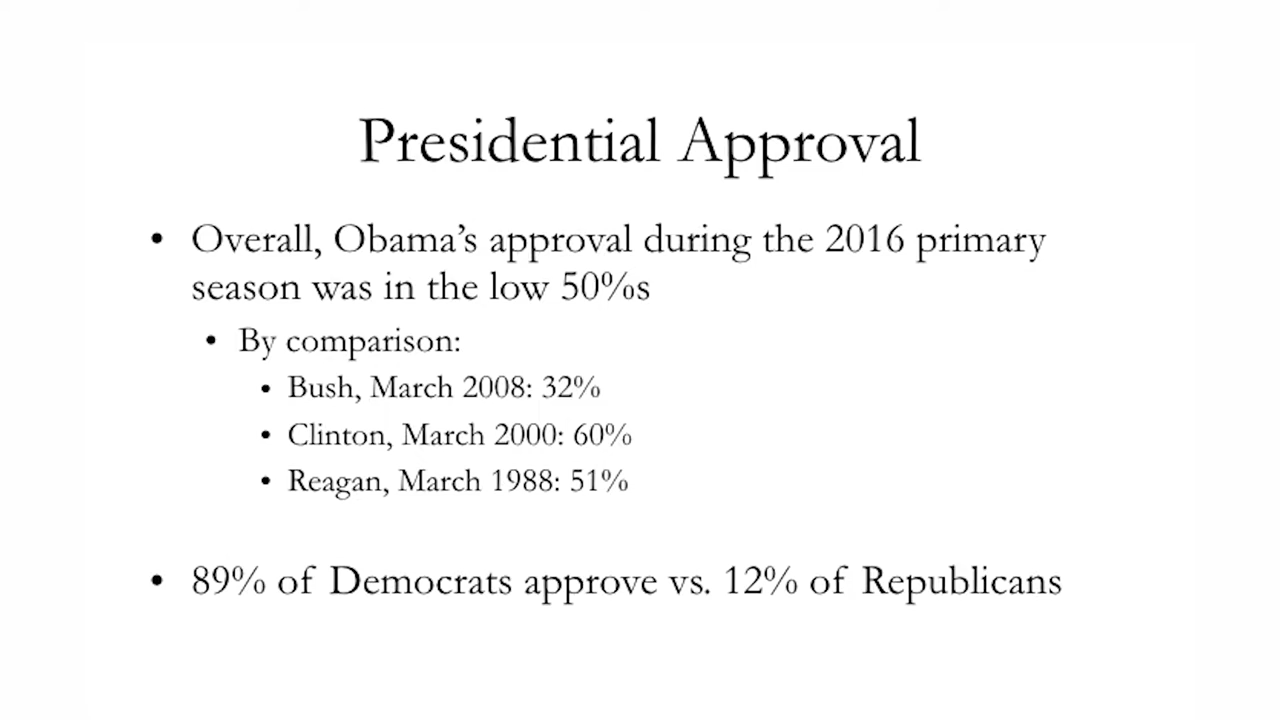 Presidential Approval
• Overall, Obama’s approval during the 2016 primary
season was in the low 50%s
• By comparison:
• Bush, March 2008: 32%
• Clinton, March 2000: 60%
• Reagan, March 1988: 51%
• 89% of Democrats approve vs. 12% of Republicans